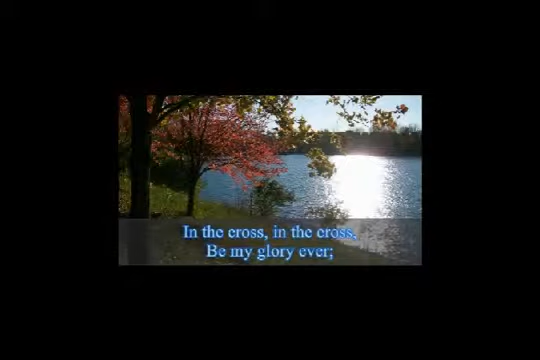 In the cross, in the cross,
Be my glory ever;